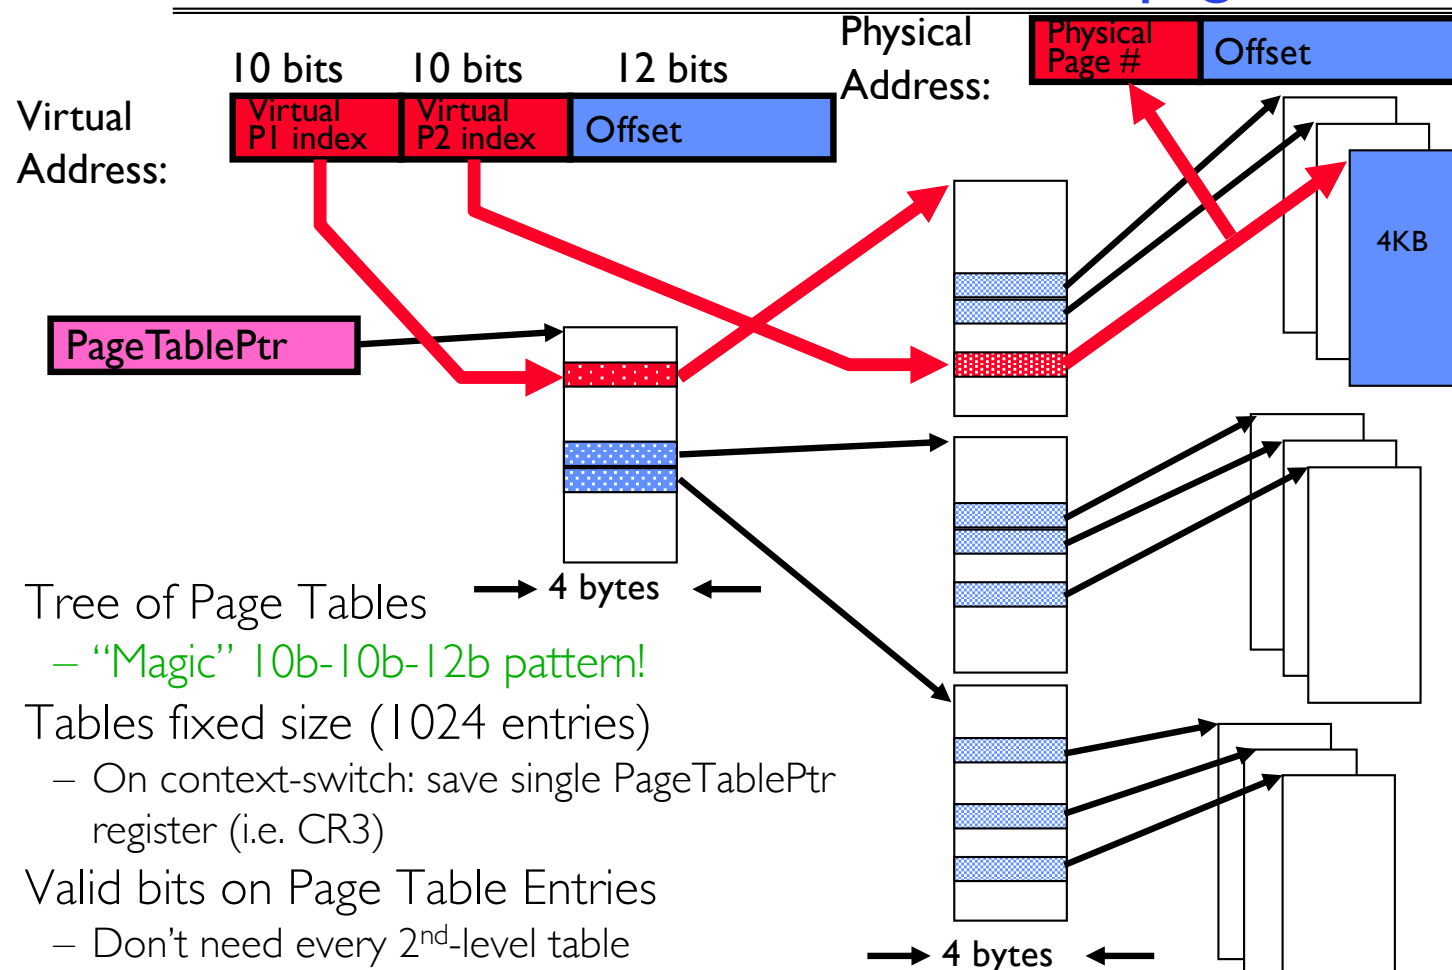 Physical
Address:
Physical
Page #
Offset
10 bits
10 bits
12 bits
Virtual
Address:
Virtual
P1 index
Virtual
P2 index
Offset
4KB
PageTablePtr
4 bytes
Tree of Page Tables
– “Magic” 10b-10b-12b pattern!
Tables fixed size (1024 entries)
– On context-switch: save single PageTablePtr
register (i.e. CR3)
Valid bits on Page Table Entries
– Don’t need every 2nd-level table
4 bytes